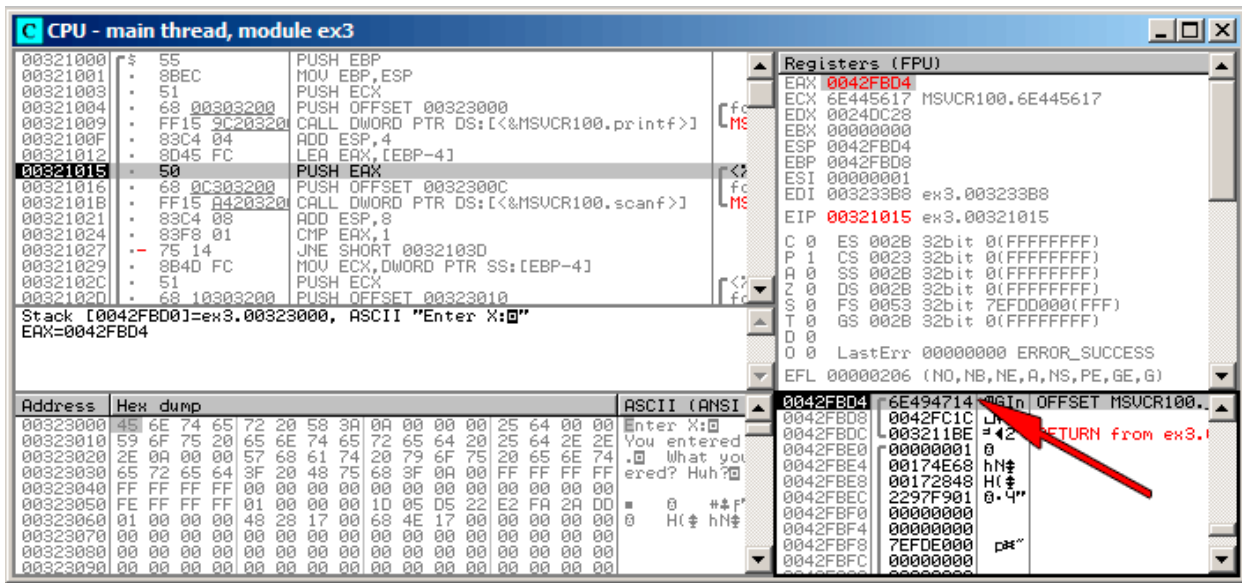 CPU - main thread, module ex3
00321000 $ 55 PUSH EBP
00321001 . 8BEC MOV EBP,ESP
00321003 . 51 PUSH ECX
00321004 . 68 00303200 PUSH OFFSET 00323000
00321009 . FF15 9C203200 CALL DWORD PTR DS:[<&MSVCR100.printf>]
0032100F . 83C4 04 ADD ESP,4
00321012 . 8D45 FC LEA EAX,[EBP-4]
00321015 . 50 PUSH EAX
00321016 . 68 0C303200 PUSH OFFSET 0032300C
0032101B . FF15 A4203200 CALL DWORD PTR DS:[<&MSVCR100.scanf>]
00321021 . 83C4 08 ADD ESP,8
00321024 . 83F8 01 CMP EAX,1
00321027 .- 75 14 JNE SHORT 0032103D
00321029 . 8B4D FC MOV ECX,DWORD PTR SS:[EBP-4]
0032102C . 51 PUSH ECX
0032102D . 68 10303200 PUSH OFFSET 00323010
Stack [0042FBD0]=ex3.00323000, ASCII "Enter X:"
EAX=0042FBD4
Registers (FPU)
EAX 0042FBD4
ECX 6E445617 MSVCR100.6E445617
EDX 0024DC28
EBX 00000000
ESP 0042FBD4
EBP 0042FBD8
ESI 00000001
EDI 003233B8 ex3.003233B8
EIP 00321015 ex3.00321015
C 0 ES 002B 32bit 0(FFFFFFFF)
P 1 CS 0023 32bit 0(FFFFFFFF)
A 0 SS 002B 32bit 0(FFFFFFFF)
Z 0 DS 002B 32bit 0(FFFFFFFF)
S 0 FS 0053 32bit 7EFDD000(FFF)
T 0 GS 002B 32bit 0(FFFFFFFF)
D 0
O 0 LastErr 00000000 ERROR_SUCCESS
EFL 00000206 (NO,NB,NE,A,NS,PE,GE,G)
Address Hex dump ASCII (ANSI
00323000 45 6E 74 65 72 20 58 3A 0A 00 00 00 25 64 00 00 Enter X:
00323010 59 6F 75 20 65 6E 74 65 72 65 64 20 25 64 2E 2E You entered
00323020 2E 0A 00 00 57 68 61 74 20 79 6F 75 20 65 6E 74 . What you
00323030 65 72 65 64 3F 20 48 75 68 3F 0A 00 FF FF FF FF ered? Huh?
00323040 FF FF FF FF 00 00 00 00 00 00 00 00 00 00 00 00
00323050 FE FF FF FF 01 00 00 00 1D 05 D5 22 E2 FA 2A DD
00323060 01 00 00 00 48 28 17 00 68 4E 17 00 00 00 00 00 H( hN
00323070 00 00 00 00 00 00 00 00 00 00 00 00 00 00 00 00
00323080 00 00 00 00 00 00 00 00 00 00 00 00 00 00 00 00
00323090 00 00 00 00 00 00 00 00 00 00 00 00 00 00 00 00
0042FBD4 6E494714 GIn OFFSET MSVCR100.
0042FBD8 0042FC1C
0042FBDC 003211BE RETURN from ex3.
0042FBE0 00000001
0042FBE4 00174E68 hN
0042FBE8 00172848 H(
0042FBEC 2297F901
0042FBF0 00000000
0042FBF4 00000000
0042FBF8 7EFDE000
0042FBFC 00000000